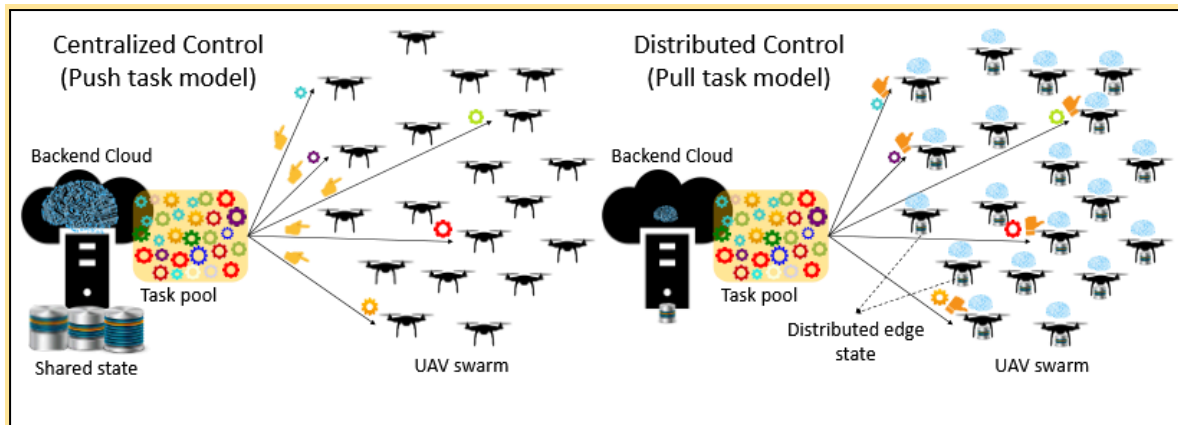 Centralized Control
(Push task model)
Backend Cloud
Task pool
Shared state
UAV swarm
Distributed Control
(Pull task model)
Backend Cloud
Task pool
Distributed edge
state
UAV swarm